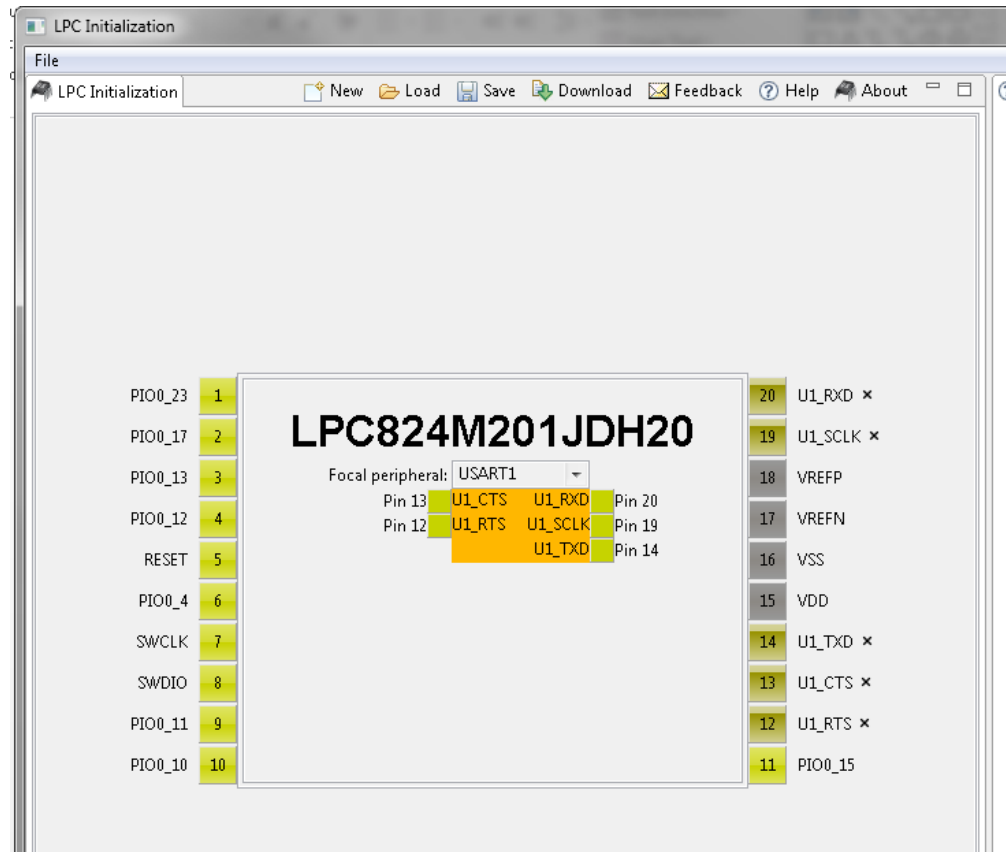 LPC Initialization
File
LPC Initialization New Load Save Download Feedback Help About
PIO0_23 1 20 U1_RXD ×
PIO0_17 2 LPC824M201JDH20 19 U1_SCLK ×
PIO0_13 3 Focal peripheral: USART1 18 VREFP
Pin 13 U1_CTS U1_RXD Pin 20
PIO0_12 4 Pin 12 U1_RTS U1_SCLK Pin 19 17 VREFN
U1_TXD Pin 14
RESET 5 16 VSS
PIO0_4 6 15 VDD
SWCLK 7 14 U1_TXD ×
SWDIO 8 13 U1_CTS ×
PIO0_11 9 12 U1_RTS ×
PIO0_10 10 11 PIO0_15